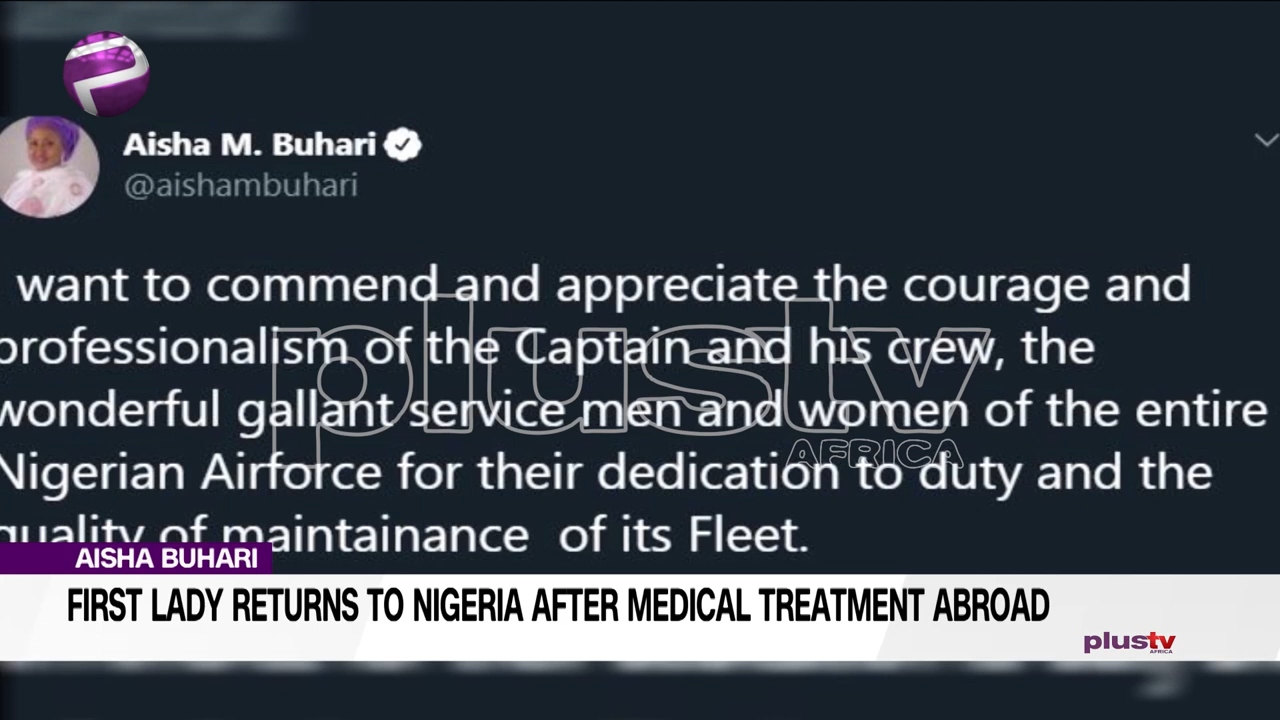 Aisha M. Buhari
@aishambuhari
want to commend and appreciate the courage and
professionalism of the Captain and his crew, the
wonderful gallant service men and women of the entire
Nigerian Airforce for their dedication to duty and the
quality of maintainance of its Fleet.
plustv
AFRICA
AISHA BUHARI
FIRST LADY RETURNS TO NIGERIA AFTER MEDICAL TREATMENT ABROAD
plustv
AFRICA